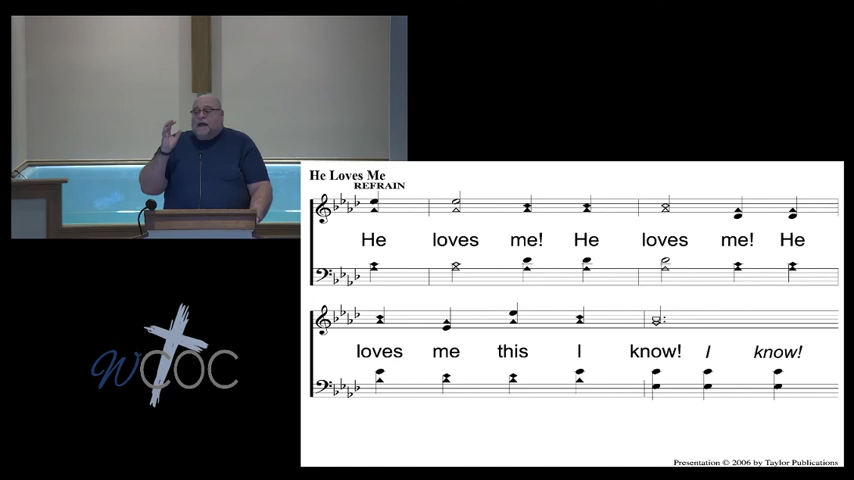 He Loves Me
REFRAIN
He loves me! He loves me! He
loves me this I know! I know!
Presentation © 2006 by Taylor Publications
WCOC